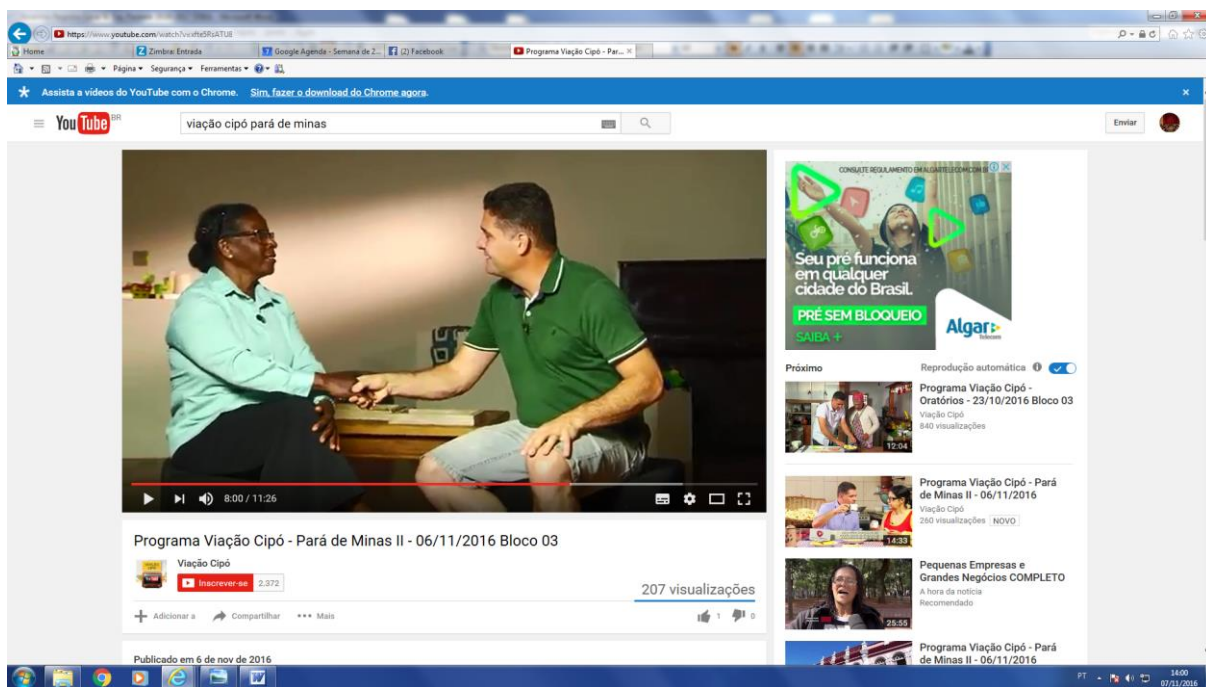 https://www.youtube.com/watch?v=
Home
Zimbra: Entrada
Google Agenda - Semana de 2...
(2) Facebook
Programa Viação Cipó - Par...
Página
Segurança
Ferramentas
Assista a vídeos do YouTube com o Chrome. Sim, fazer o download do Chrome agora.
YouTube BR
viação cipó pará de minas
Enviar
CONSULTE REGULAMENTO EM ALGARTELECOM.COM.BR
Seu pré funciona
em qualquer
cidade do Brasil.
PRÉ SEM BLOQUEIO
SAIBA +
Algar
telecom
8:00 / 11:26
Programa Viação Cipó - Pará de Minas II - 06/11/2016 Bloco 03
Viação Cipó
Inscrever-se 2.372
207 visualizações
Adicionar a
Compartilhar
Mais
1
0
Publicado em 6 de nov de 2016
Próximo
Reprodução automática
Programa Viação Cipó -
Oratórios - 23/10/2016 Bloco 03
Viação Cipó
840 visualizações
12:04
Programa Viação Cipó - Pará
de Minas II - 06/11/2016
Viação Cipó
260 visualizações NOVO
14:33
Pequenas Empresas e
Grandes Negócios COMPLETO
A hora da notícia
Recomendado
25:55
Programa Viação Cipó - Pará
de Minas II - 06/11/2016
PT
14:00
07/11/2016